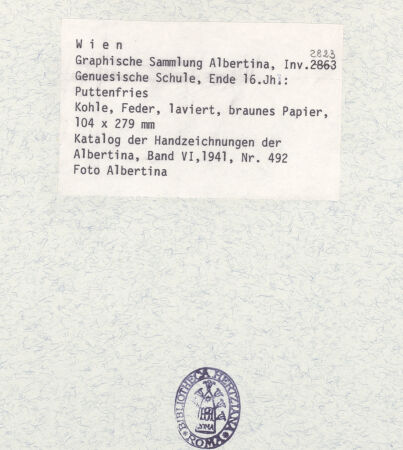 W i e n
2823
Graphische Sammlung Albertina, Inv.2863
Genuesische Schule, Ende 16.Jh.:
Puttenfries
Kohle, Feder, laviert, braunes Papier,
104 x 279 mm
Katalog der Handzeichnungen der
Albertina, Band VI,1941, Nr. 492
Foto Albertina
BIBLIOTHECA HERTZIANA
ROMA